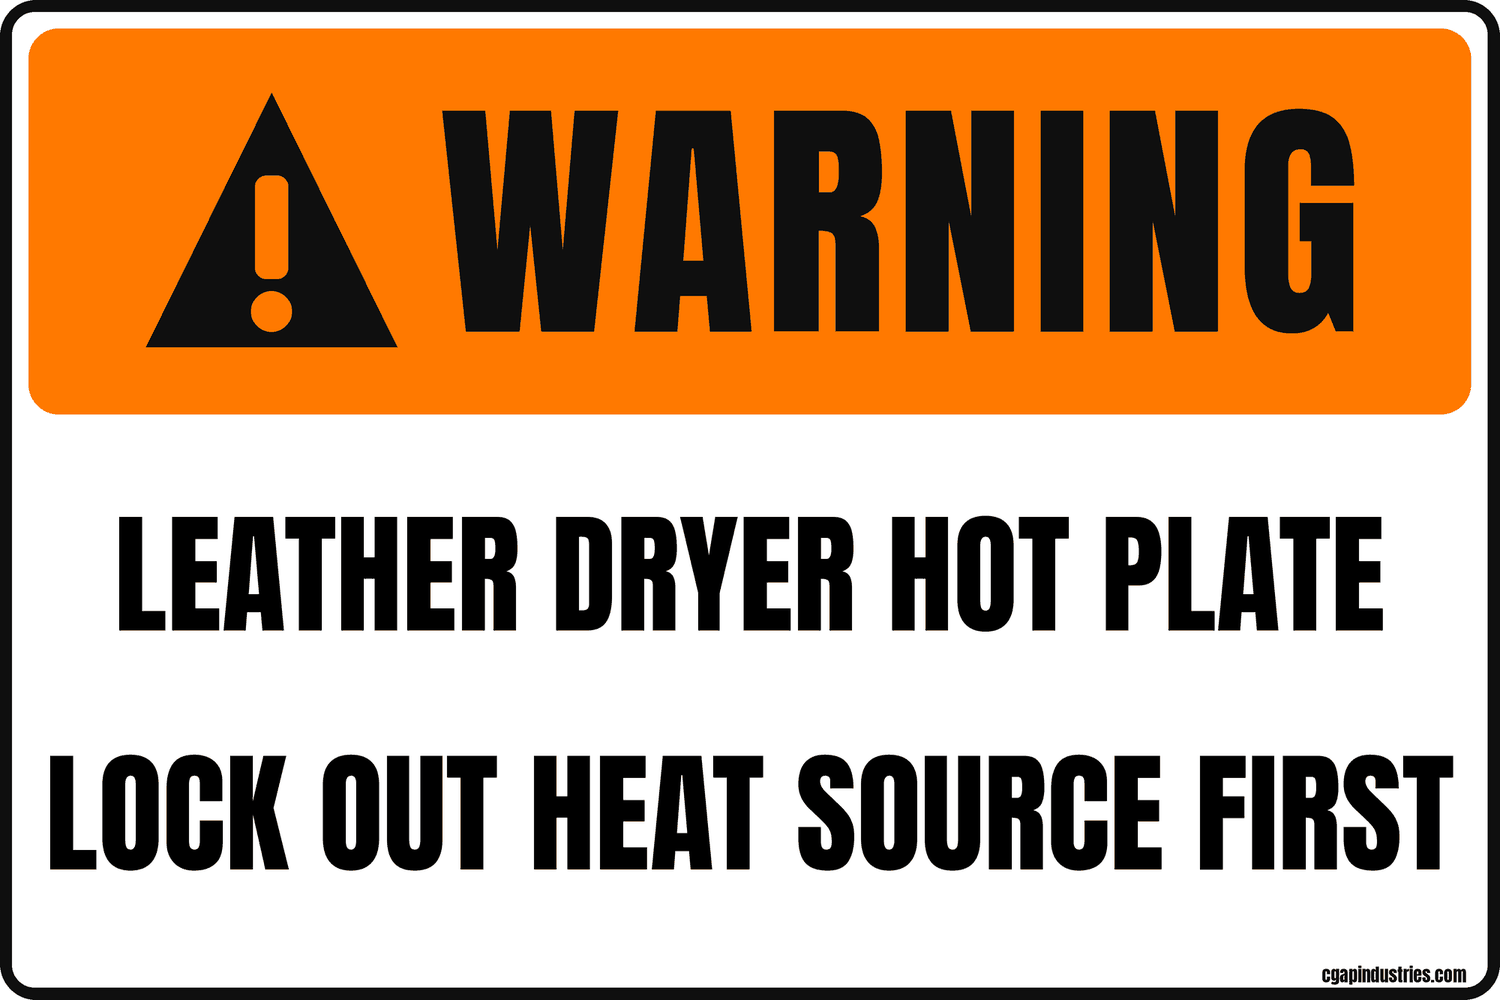 WARNING
LEATHER DRYER HOT PLATE
LOCK OUT HEAT SOURCE FIRST
cgapindustries.com